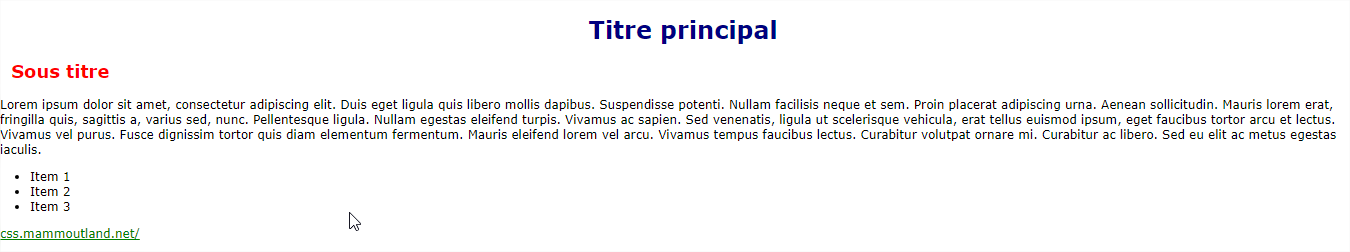 Titre principal
Sous titre
Lorem ipsum dolor sit amet, consectetur adipiscing elit. Duis eget ligula quis libero mollis dapibus. Suspendisse potenti. Nullam facilisis neque et sem. Proin placerat adipiscing urna. Aenean sollicitudin. Mauris lorem erat,
fringilla quis, sagittis a, varius sed, nunc. Pellentesque ligula. Nullam egestas eleifend turpis. Vivamus ac sapien. Sed venenatis, ligula ut scelerisque vehicula, erat tellus euismod ipsum, eget faucibus tortor arcu et lectus.
Vivamus vel purus. Fusce dignissim tortor quis diam elementum fermentum. Mauris eleifend lorem vel arcu. Vivamus tempus faucibus lectus. Curabitur volutpat ornare mi. Curabitur ac libero. Sed eu elit ac metus egestas
iaculis.
• Item 1
• Item 2
• Item 3
css.mammoutland.net/